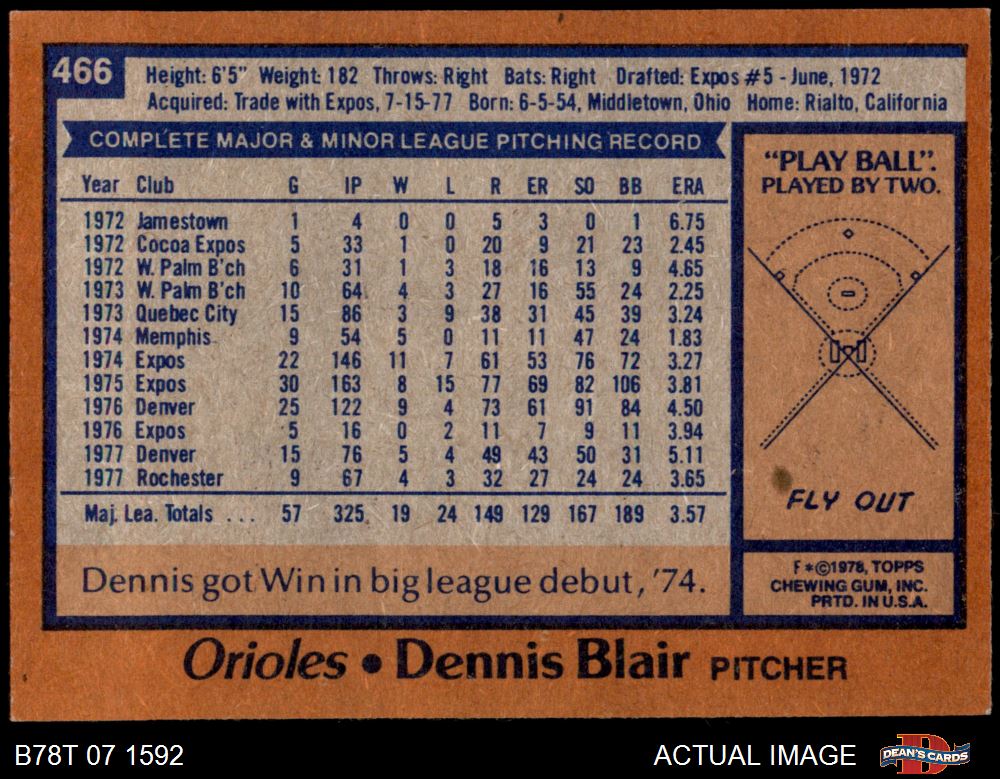 466
Height: 6'5" Weight: 182 Throws: Right Bats: Right Drafted: Expos #5 - June, 1972
Acquired: Trade with Expos, 7-15-77 Born: 6-5-54, Middletown, Ohio Home: Rialto, California
COMPLETE MAJOR & MINOR LEAGUE PITCHING RECORD
Year Club G IP W L R ER SO BB ERA
1972 Jamestown 1 4 0 0 5 3 0 1 6.75
1972 Cocoa Expos 5 33 1 0 20 9 21 23 2.45
1972 W. Palm B'ch 6 31 1 3 18 16 13 9 4.65
1973 W. Palm B'ch 10 64 4 3 27 16 55 24 2.25
1973 Quebec City 15 86 3 9 38 31 45 39 3.24
1974 Memphis 9 54 5 0 11 11 47 24 1.83
1974 Expos 22 146 11 7 61 53 76 72 3.27
1975 Expos 30 163 8 15 77 69 82 106 3.81
1976 Denver 25 122 9 4 73 61 91 84 4.50
1976 Expos 5 16 0 2 11 7 9 11 3.94
1977 Denver 15 76 5 4 49 43 50 31 5.11
1977 Rochester 9 67 4 3 32 27 24 24 3.65
Maj. Lea. Totals ... 57 325 19 24 149 129 167 189 3.57
Dennis got Win in big league debut, '74.
"PLAY BALL".
PLAYED BY TWO.
FLY OUT
F*©1978, TOPPS
CHEWING GUM, INC.
PRTD. IN U.S.A.
Orioles • Dennis Blair PITCHER
B78T 07 1592
ACTUAL IMAGE
D
DEAN'S CARDS